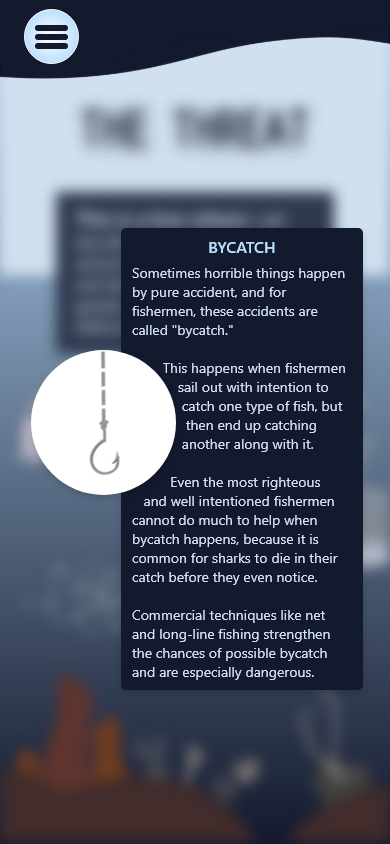 THE THREAT
BYCATCH
Sometimes horrible things happen
by pure accident, and for
fishermen, these accidents are
called "bycatch."
This happens when fishermen
sail out with intention to
catch one type of fish, but
then end up catching
another along with it.
Even the most righteous
and well intentioned fishermen
cannot do much to help when
bycatch happens, because it is
common for sharks to die in their
catch before they even notice.
Commercial techniques like net
and long-line fishing strengthen
the chances of possible bycatch
and are especially dangerous.